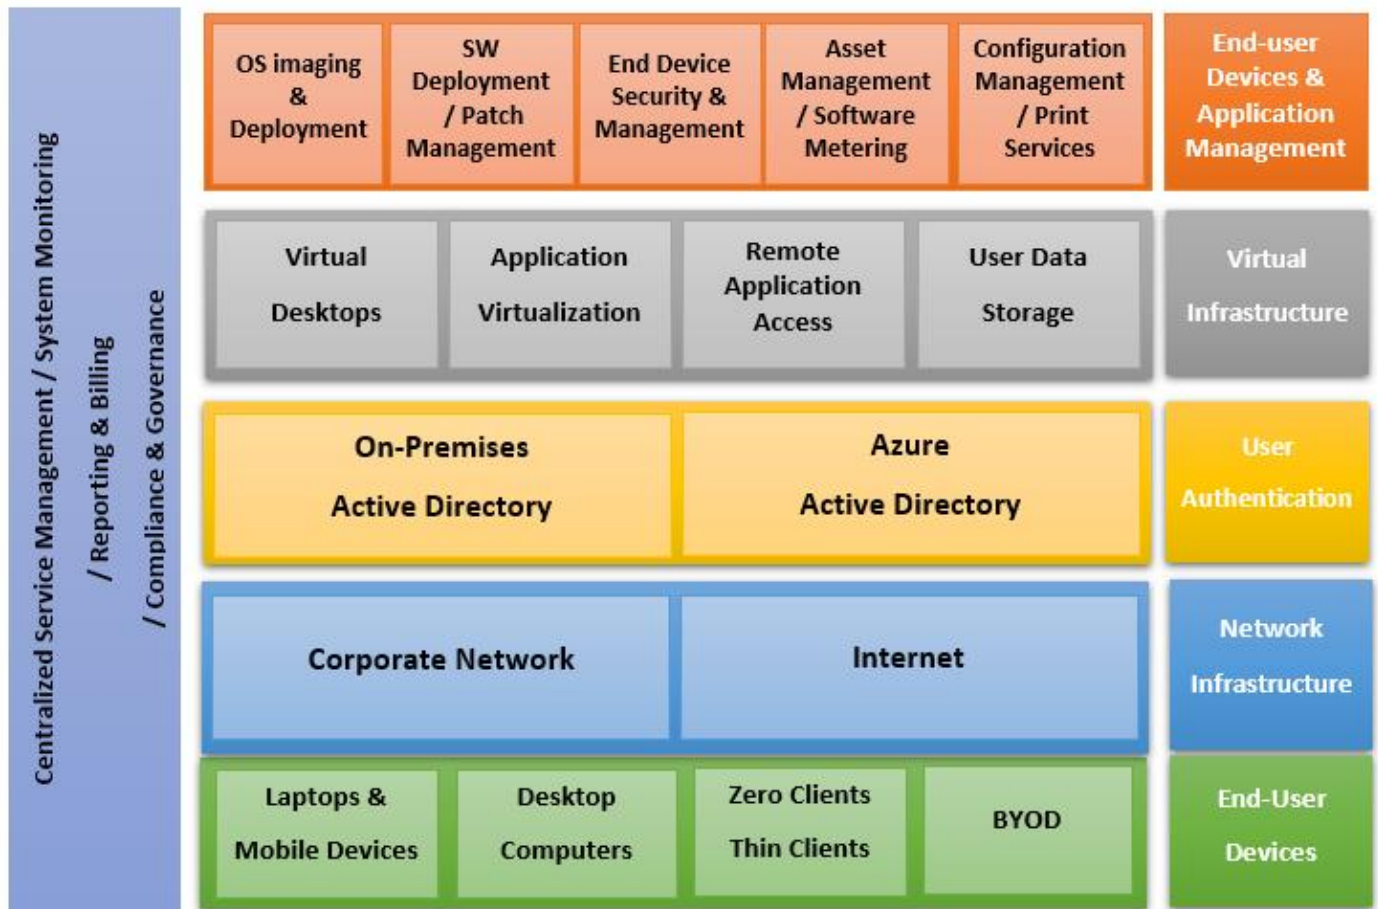 Centralized Service Management / System Monitoring
/ Reporting & Billing
/ Compliance & Governance
OS imaging
&
Deployment
SW
Deployment
/ Patch
Management
End Device
Security &
Management
Asset
Management
/ Software
Metering
Configuration
Management
/ Print
Services
End-user
Devices &
Application
Management
Virtual
Desktops
Application
Virtualization
Remote
Application
Access
User Data
Storage
Virtual
Infrastructure
On-Premises
Active Directory
Azure
Active Directory
User
Authentication
Corporate Network
Internet
Network
Infrastructure
Laptops &
Mobile Devices
Desktop
Computers
Zero Clients
Thin Clients
BYOD
End-User
Devices